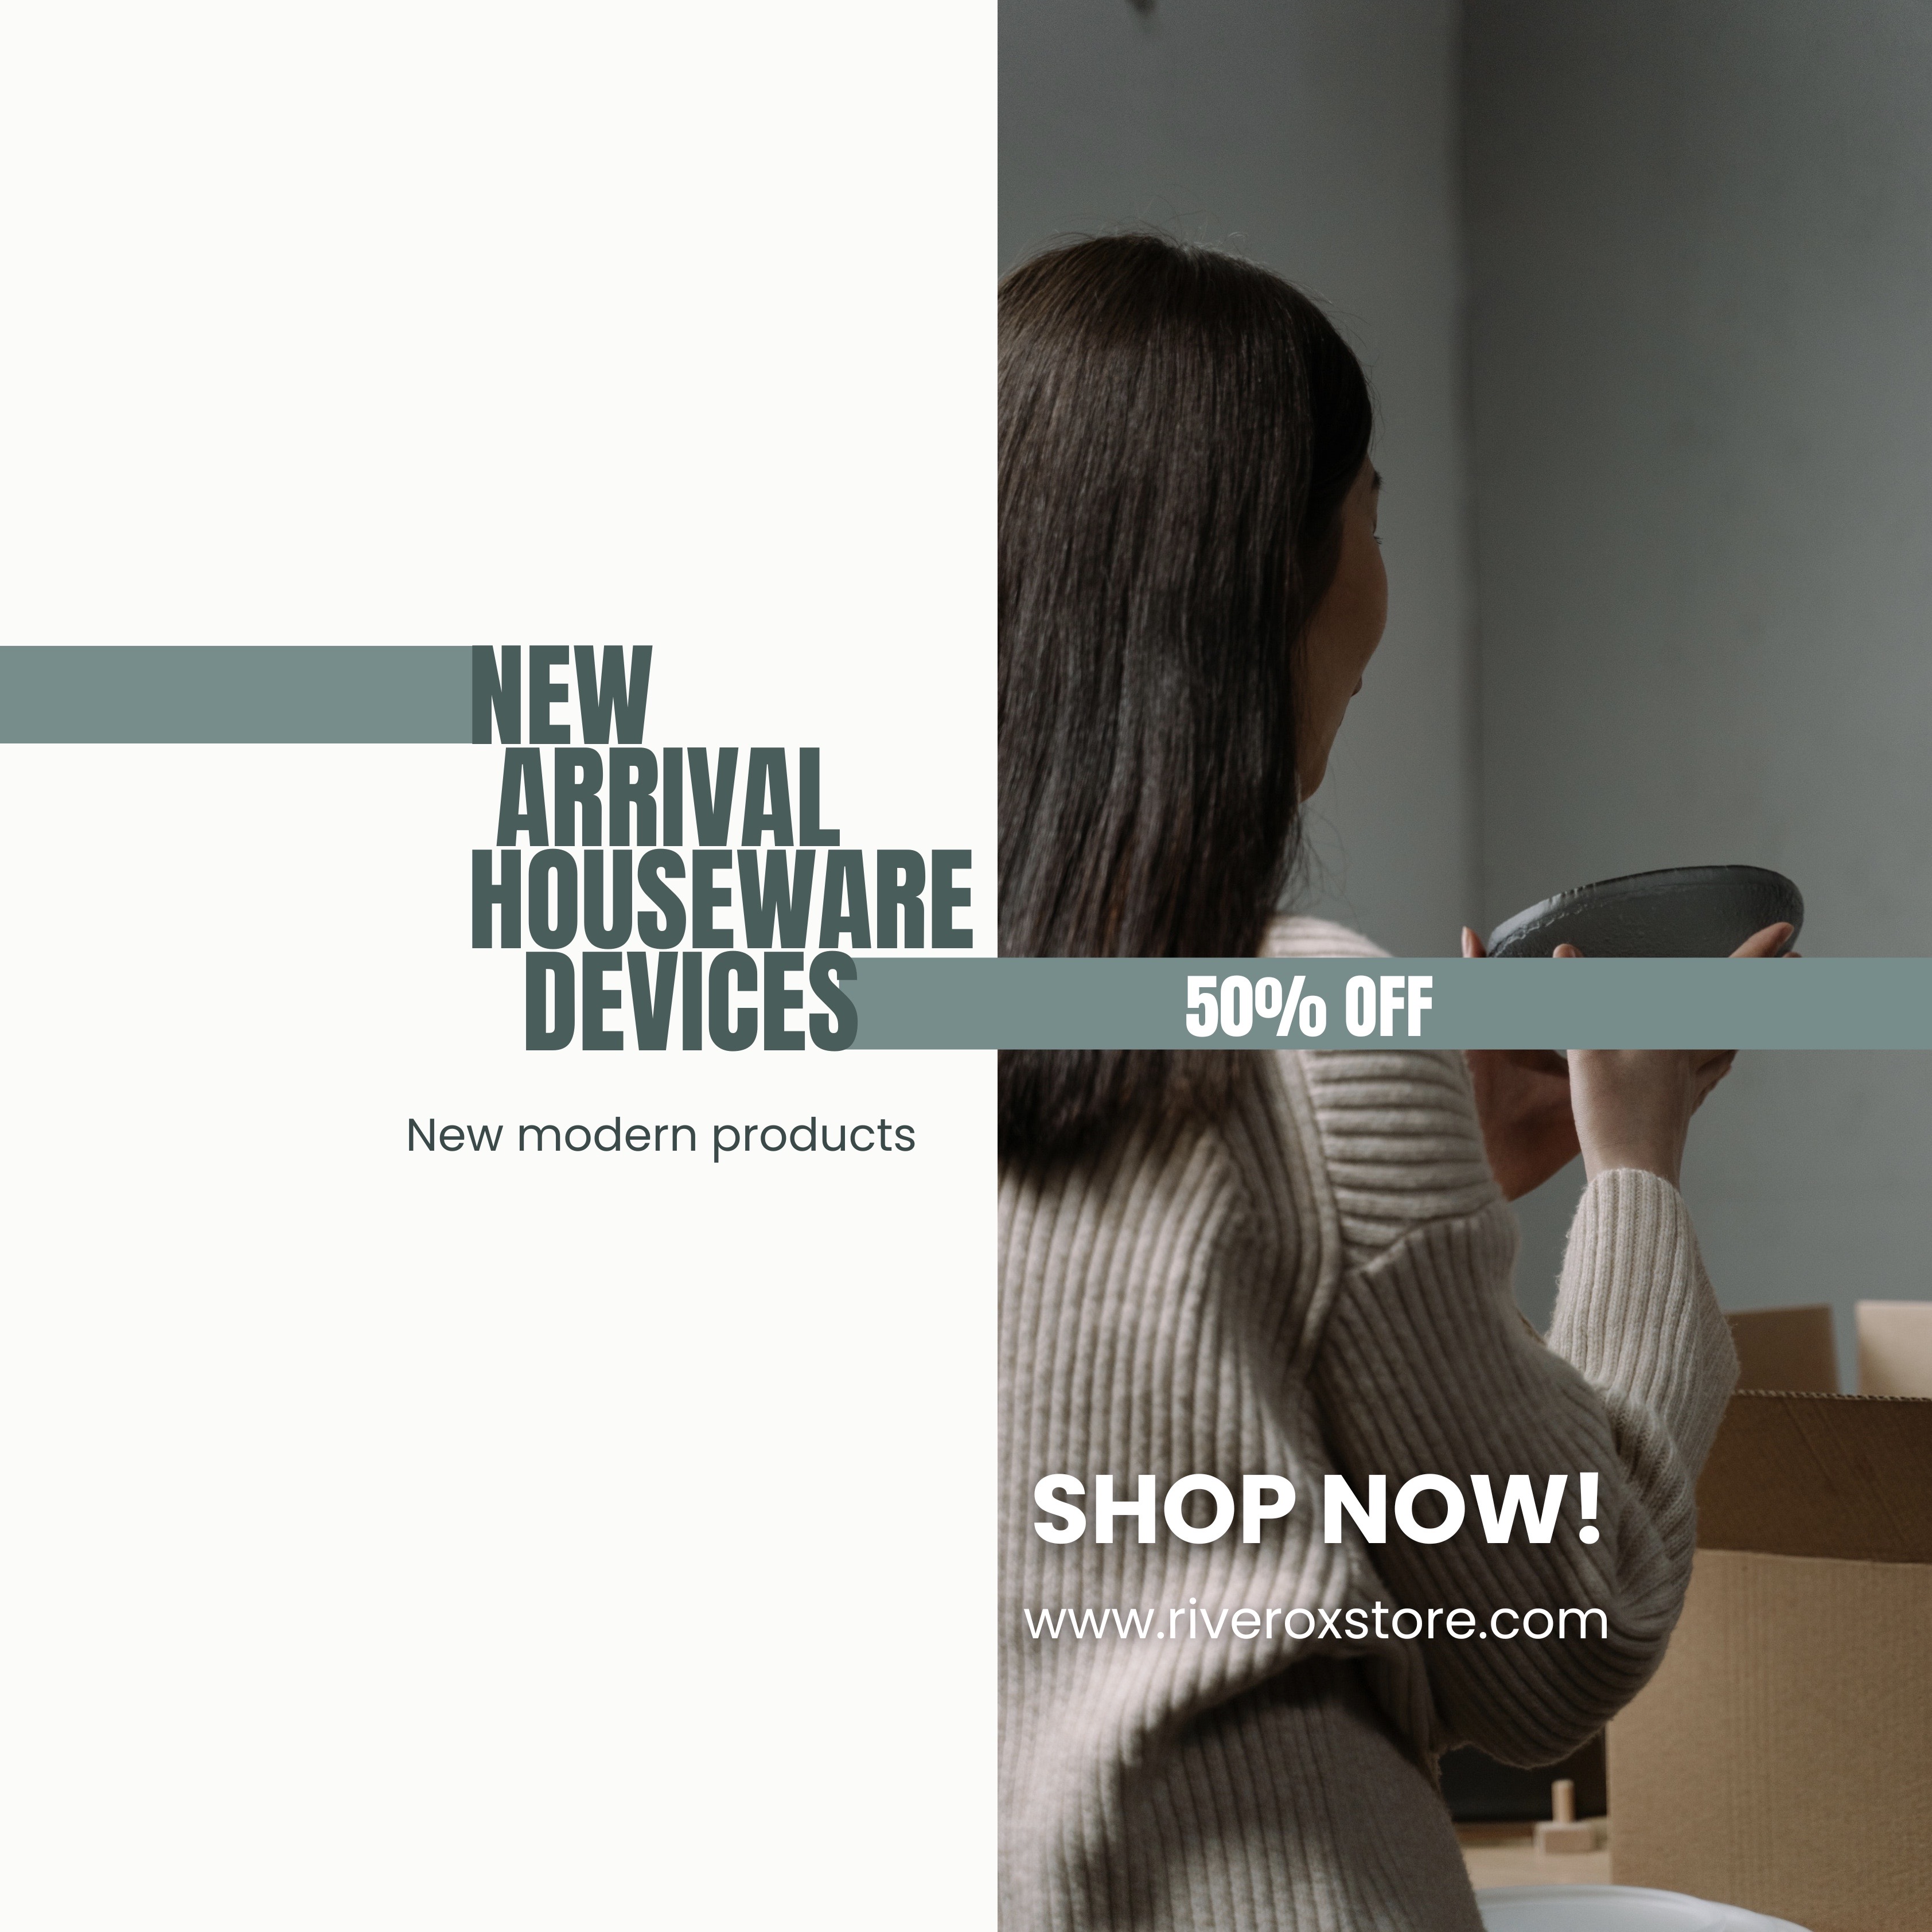 NEW
ARRIVAL
HOUSEWARE
DEVICES
50% OFF
New modern products
SHOP NOW!
www.riveroxstore.com